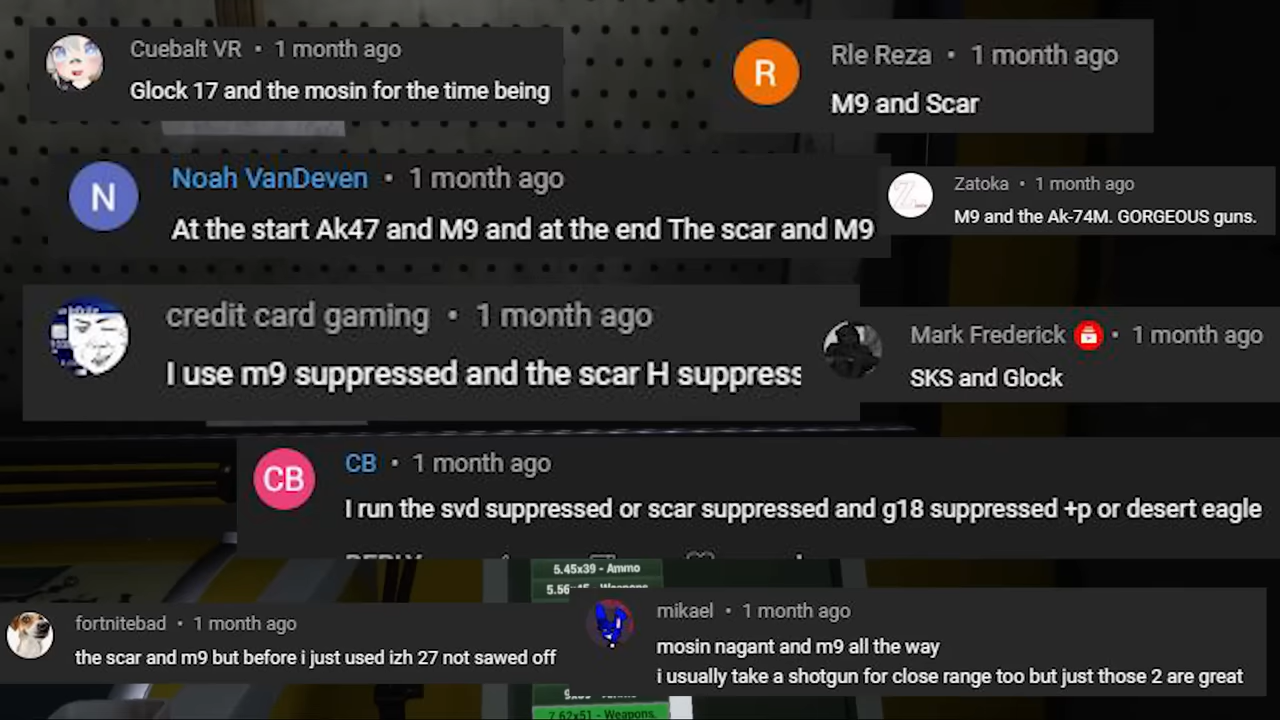 Cuebalt VR • 1 month ago
Glock 17 and the mosin for the time being
R
Rle Reza • 1 month ago
M9 and Scar
N
Noah VanDeven • 1 month ago
At the start Ak47 and M9 and at the end The scar and M9
Z
Zatoka • 1 month ago
M9 and the Ak-74M. GORGEOUS guns.
credit card gaming • 1 month ago
I use m9 suppressed and the scar H suppress
Mark Frederick • 1 month ago
SKS and Glock
CB
CB • 1 month ago
I run the svd suppressed or scar suppressed and g18 suppressed +p or desert eagle
REPLY
5.45x39 - Ammo
5.56x45 - Weapons
fortnitebad • 1 month ago
the scar and m9 but before i just used izh 27 not sawed off
mikael • 1 month ago
mosin nagant and m9 all the way
i usually take a shotgun for close range too but just those 2 are great
7.62x51 - Weapons